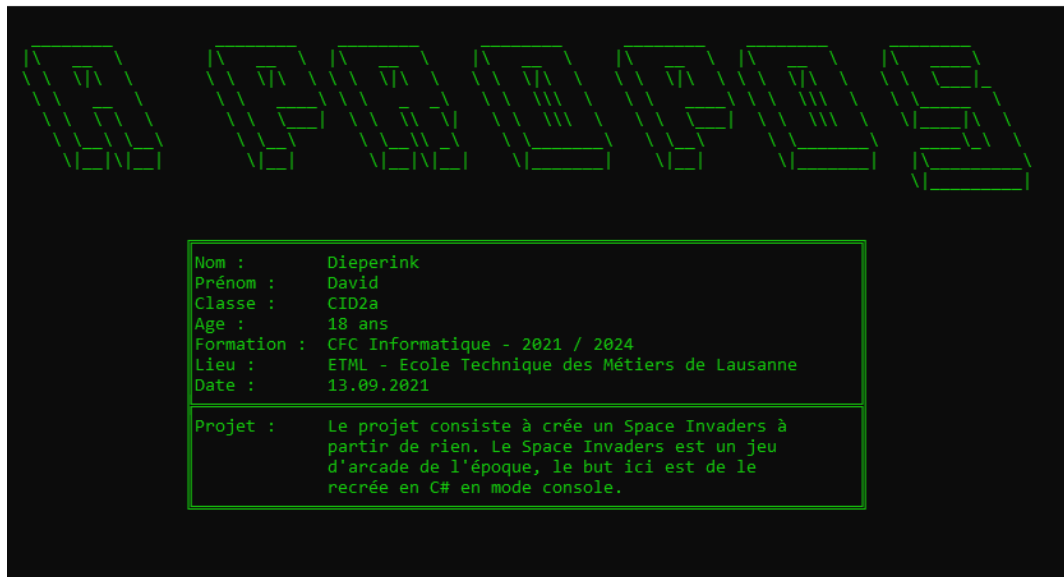 A PROPOS
Nom : Dieperink
Prénom : David
Classe : CID2a
Age : 18 ans
Formation : CFC Informatique - 2021 / 2024
Lieu : ETML - Ecole Technique des Métiers de Lausanne
Date : 13.09.2021
Projet : Le projet consiste à crée un Space Invaders à
partir de rien. Le Space Invaders est un jeu
d'arcade de l'époque, le but ici est de le
recrée en C# en mode console.